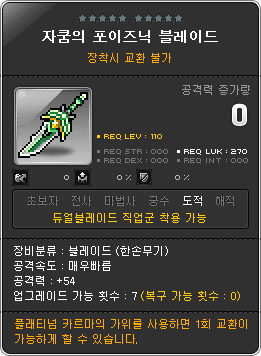 자쿰의 포이즈닉 블레이드
장착시 교환 불가
공격력 증가량
0
REQ LEV : 110
REQ STR : 000
REQ LUK : 270
REQ DEX : 000
REQ INT : 000
0 0 0
초보자 전사 마법사 궁수 도적 해적
듀얼블레이드 직업군 착용 가능
장비분류 : 블레이드 (한손무기)
공격속도 : 매우빠름
공격력 : +54
업그레이드 가능 횟수 : 7 (복구 가능 횟수 : 0)
플래티넘 카르마의 가위를 사용하면 1회 교환이
가능하게 할 수 있습니다.